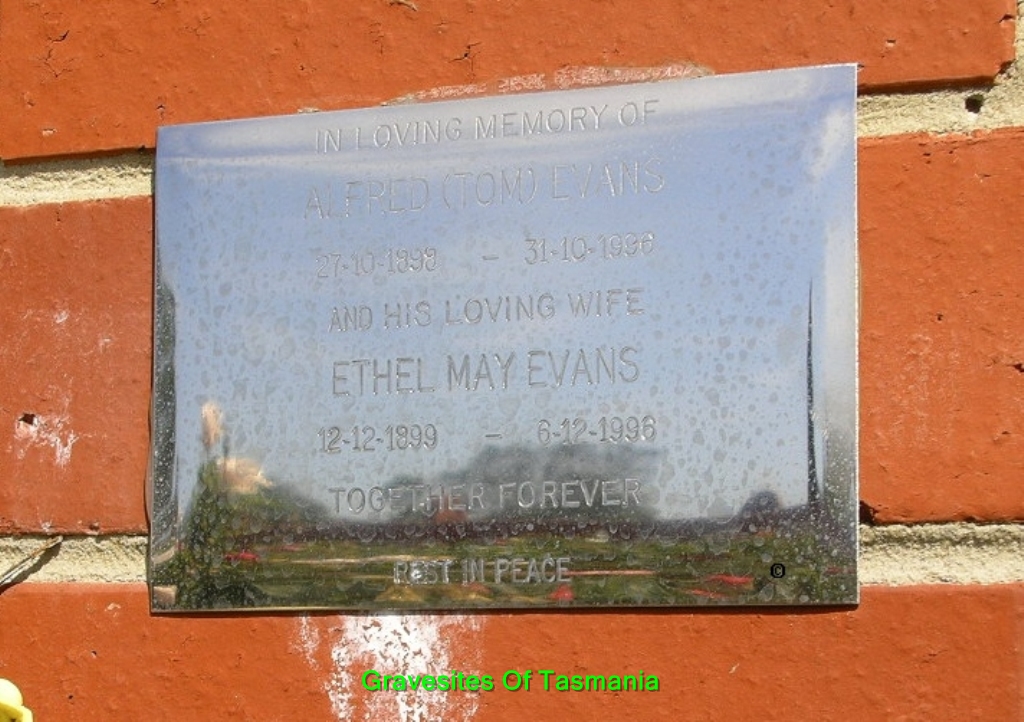 IN LOVING MEMORY OF
ALFRED (TOM) EVANS
27-10-1898 - 31-10-1996
AND HIS LOVING WIFE
ETHEL MAY EVANS
12-12-1899 - 6-12-1996
TOGETHER FOREVER
REST IN PEACE
©
Gravesites Of Tasmania